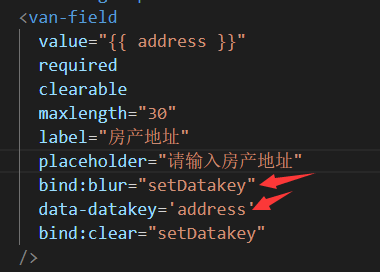 <van-field
value="{{ address }}"
required
clearable
maxlength="30"
label="房产地址"
placeholder="请输入房产地址"
bind:blur="setDatakey"
data-datakey='address'
bind:clear="setDatakey"
/>